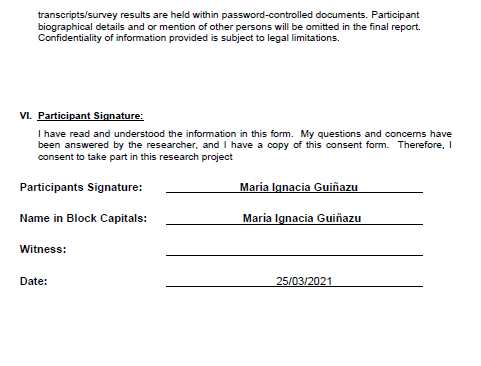 transcripts/survey results are held within password-controlled documents. Participant
biographical details and or mention of other persons will be omitted in the final report.
Confidentiality of information provided is subject to legal limitations.
VI. Participant Signature:
I have read and understood the information in this form. My questions and concerns have
been answered by the researcher, and I have a copy of this consent form. Therefore, I
consent to take part in this research project
Participants Signature: María Ignacia Guiñazu
Name in Block Capitals: María Ignacia Guiñazu
Witness:
Date: 25/03/2021